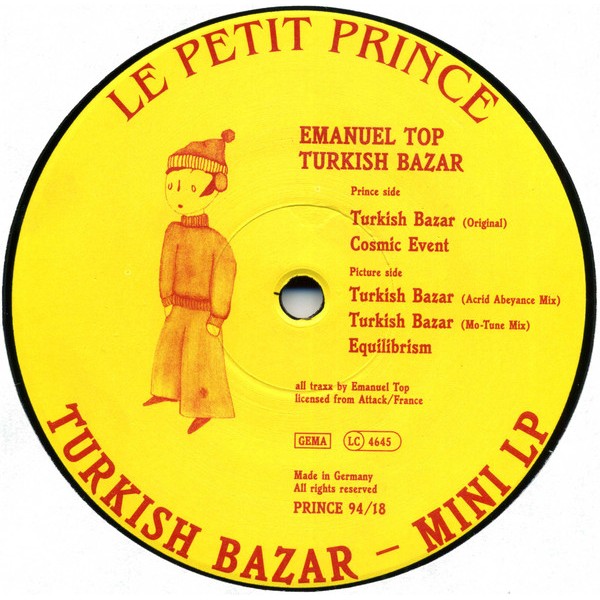 LE PETIT PRINCE
EMANUEL TOP
TURKISH BAZAR
Prince side
Turkish Bazar (Original)
Cosmic Event
Picture side
Turkish Bazar (Acrid Abeyance Mix)
Turkish Bazar (Mo-Tune Mix)
Equilibrism
all traxx by Emanuel Top
licensed from Attack/France
GEMA LC 4645
Made in Germany
All rights reserved
PRINCE 94/18
TURKISH BAZAR – MINI LP